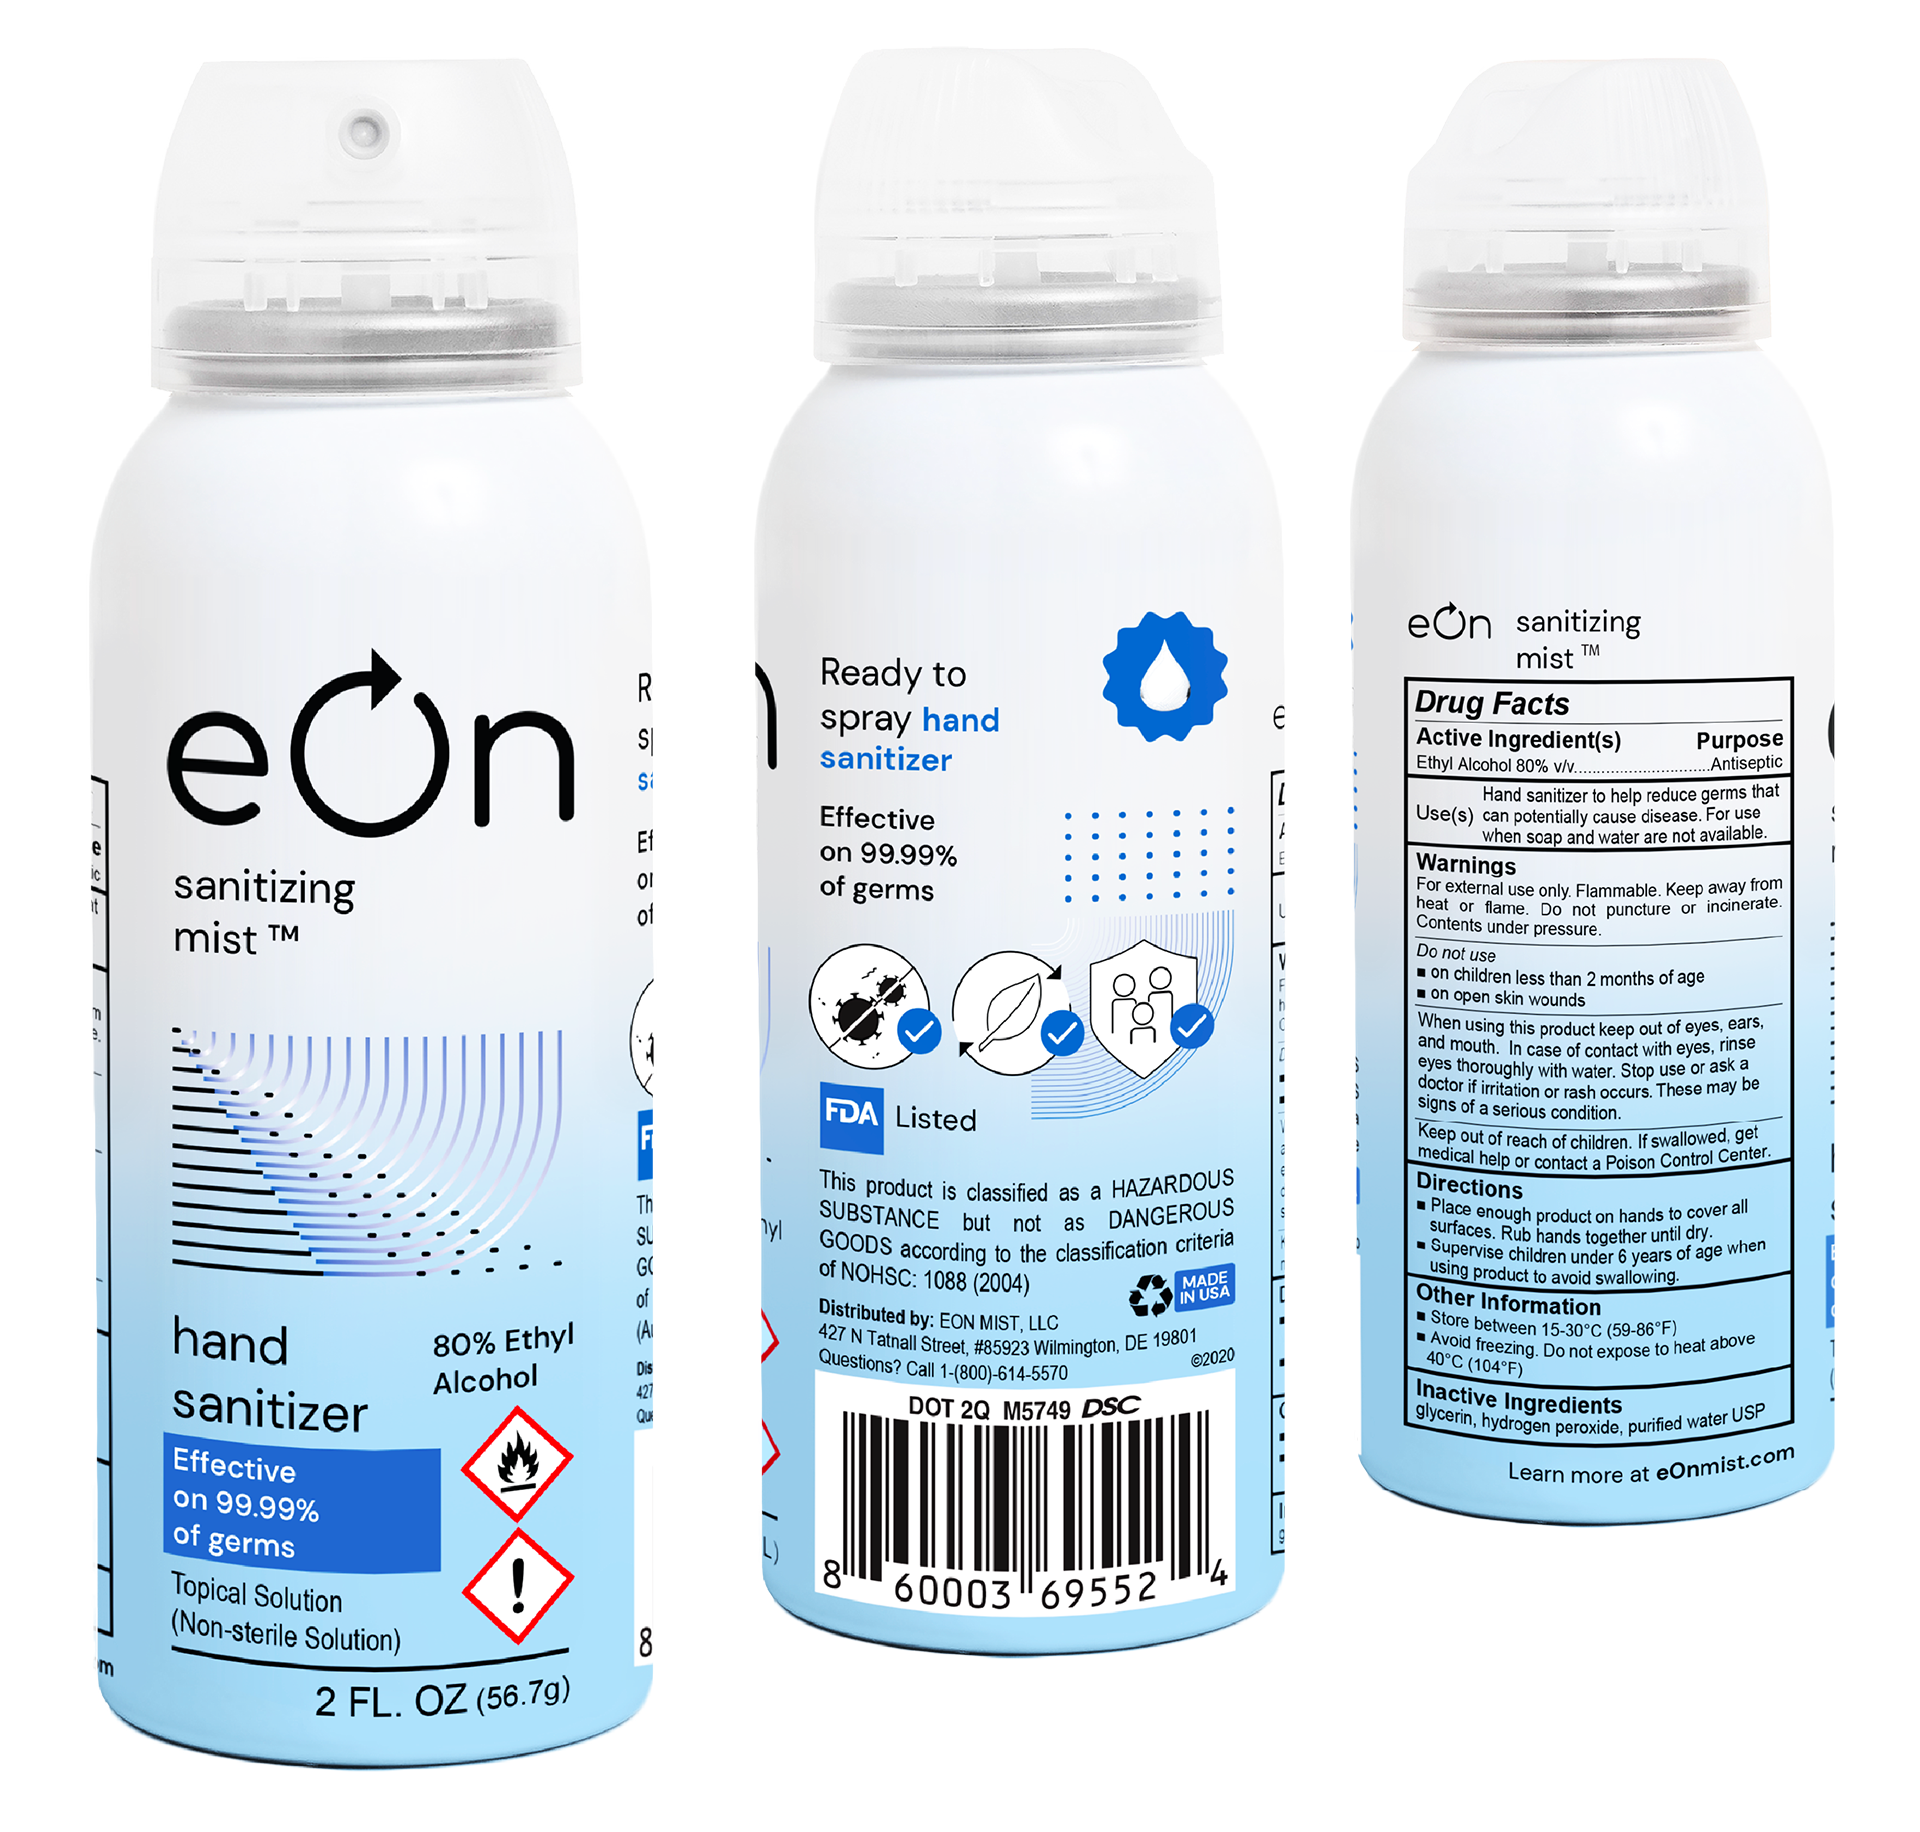 eOn
sanitizing
mist ™
hand
sanitizer
80% Ethyl
Alcohol
Effective
on 99.99%
of germs
Topical Solution
(Non-sterile Solution)
2 FL. OZ (56.7g)
Ready to
spray hand
sanitizer
Effective
on 99.99%
of germs
FDA Listed
This product is classified as a HAZARDOUS
SUBSTANCE but not as DANGEROUS
GOODS according to the classification criteria
of NOHSC: 1088 (2004)
MADE
IN USA
Distributed by: EON MIST, LLC
427 N Tatnall Street, #85923 Wilmington, DE 19801
Questions? Call 1-(800)-614-5570
©2020
DOT 2Q M5749 DSC
8 60003 69552 4
eOn sanitizing
mist ™
Drug Facts
Active Ingredient(s) Purpose
Ethyl Alcohol 80% v/v..............................Antiseptic
Use(s)
Hand sanitizer to help reduce germs that
can potentially cause disease. For use
when soap and water are not available.
Warnings
For external use only. Flammable. Keep away from
heat or flame. Do not puncture or incinerate.
Contents under pressure.
Do not use
▪ on children less than 2 months of age
▪ on open skin wounds
When using this product keep out of eyes, ears,
and mouth. In case of contact with eyes, rinse
eyes thoroughly with water. Stop use or ask a
doctor if irritation or rash occurs. These may be
signs of a serious condition.
Keep out of reach of children. If swallowed, get
medical help or contact a Poison Control Center.
Directions
▪ Place enough product on hands to cover all
surfaces. Rub hands together until dry.
▪ Supervise children under 6 years of age when
using product to avoid swallowing.
Other Information
▪ Store between 15-30°C (59-86°F)
▪ Avoid freezing. Do not expose to heat above
40°C (104°F)
Inactive Ingredients
glycerin, hydrogen peroxide, purified water USP
Learn more at eOnmist.com